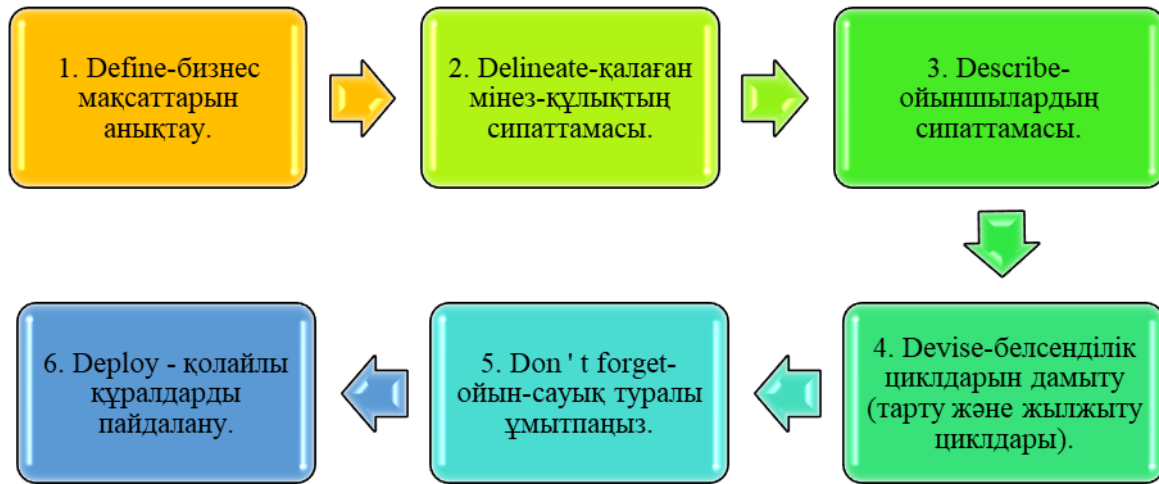 1. Define-бизнес
мақсаттарын
анықтау.
2. Delineate-қалаған
мінез-құлықтың
сипаттамасы.
3. Describe-
ойыншылардың
сипаттамасы.
4. Devise-белсенділік
циклдарын дамыту
(тарту және жылжыту
циклдары).
5. Don ' t forget-
ойын-сауық туралы
ұмытпаңыз.
6. Deploy - қолайлы
құралдарды
пайдалану.